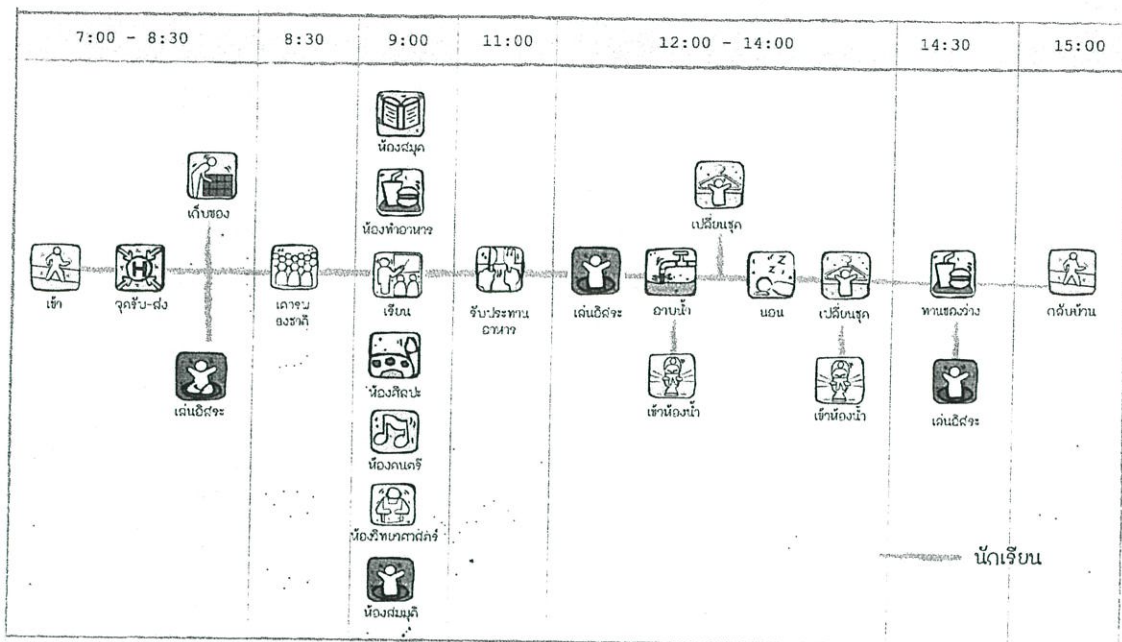 7:00 - 8:30
8:30
9:00
11:00
12:00 - 14:00
14:30
15:00
ห้องสมุด
ห้องทำอาหาร
เก็บของ
เปลี่ยนชุด
เข้า
จุดรับ-ส่ง
เคารพ
ธงชาติ
เรียน
รับประทาน
อาหาร
เล่นอิสระ
อาบน้ำ
นอน
เปลี่ยนชุด
ทานของว่าง
กลับบ้าน
เล่นอิสระ
ห้องศิลปะ
เข้าห้องน้ำ
เข้าห้องน้ำ
เล่นอิสระ
ห้องดนตรี
ห้องวิทยาศาสตร์
ห้องสมมุติ
นักเรียน
H
z
z
z